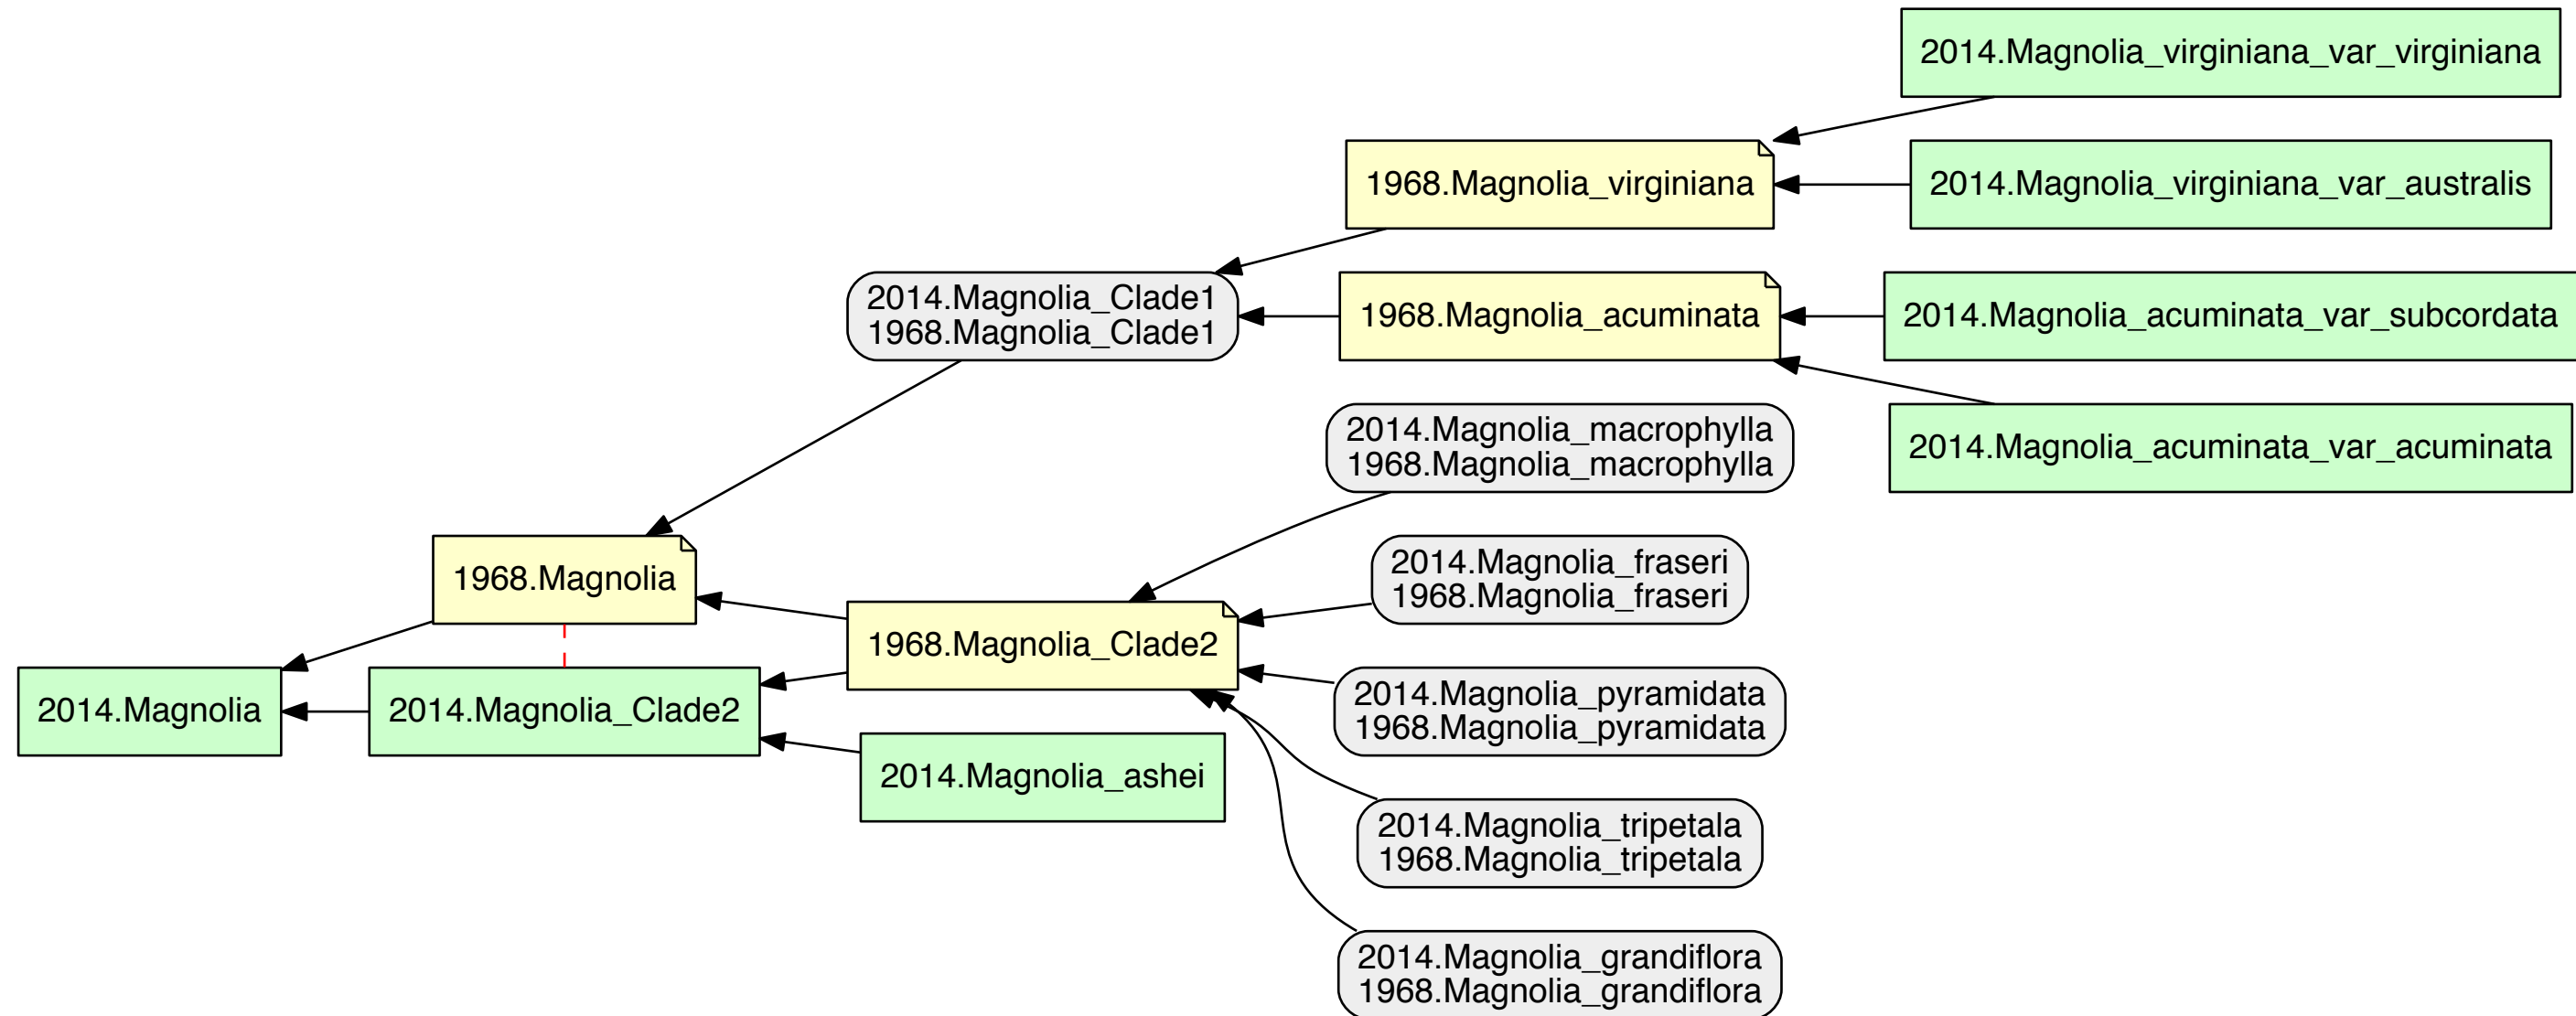 2014.Magnolia_virginiana_var_virginiana
1968.Magnolia_virginiana
2014.Magnolia_virginiana_var_australis
2014.Magnolia_Clade1
1968.Magnolia_Clade1
1968.Magnolia_acuminata
2014.Magnolia_acuminata_var_subcordata
2014.Magnolia_macrophylla
1968.Magnolia_macrophylla
2014.Magnolia_acuminata_var_acuminata
1968.Magnolia
2014.Magnolia_fraseri
1968.Magnolia_fraseri
1968.Magnolia_Clade2
2014.Magnolia
2014.Magnolia_Clade2
2014.Magnolia_pyramidata
1968.Magnolia_pyramidata
2014.Magnolia_ashei
2014.Magnolia_tripetala
1968.Magnolia_tripetala
2014.Magnolia_grandiflora
1968.Magnolia_grandiflora